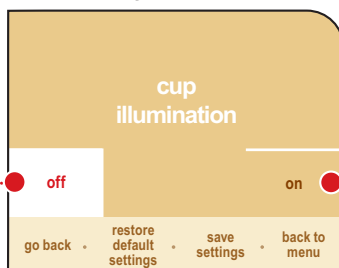 cup
illumination
off
on
go back • restore default settings • save settings • back to menu